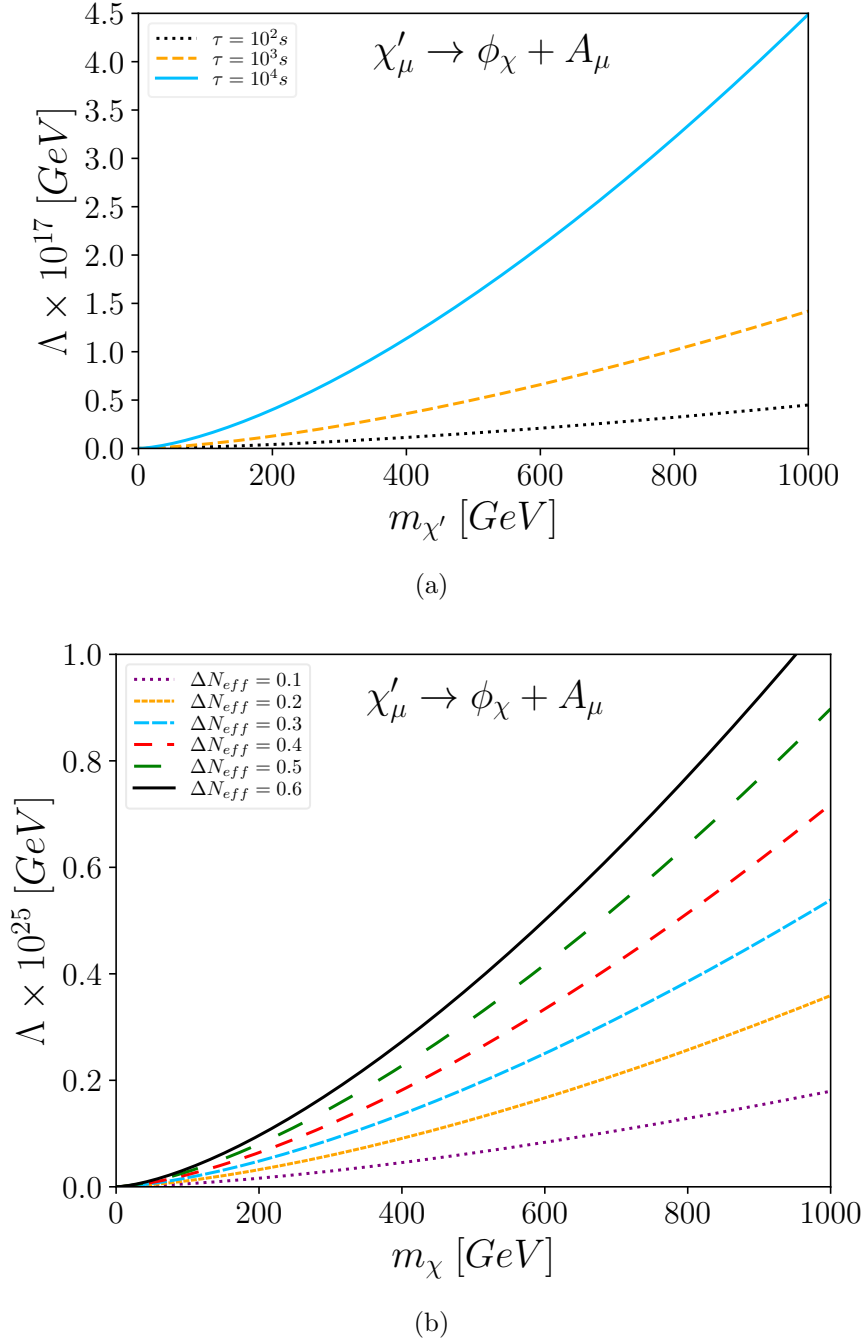 4.5
4.0
3.5
3.0
2.5
2.0
1.5
1.0
0.5
0.0
Λ × 10^17 [GeV]
τ = 10^2 s
τ = 10^3 s
τ = 10^4 s
χ′_μ → φ_χ + A_μ
0 200 400 600 800 1000
m_χ′ [GeV]
(a)
1.0
0.8
0.6
0.4
0.2
0.0
Λ × 10^25 [GeV]
ΔN_eff = 0.1
ΔN_eff = 0.2
ΔN_eff = 0.3
ΔN_eff = 0.4
ΔN_eff = 0.5
ΔN_eff = 0.6
χ′_μ → φ_χ + A_μ
0 200 400 600 800 1000
m_χ [GeV]
(b)